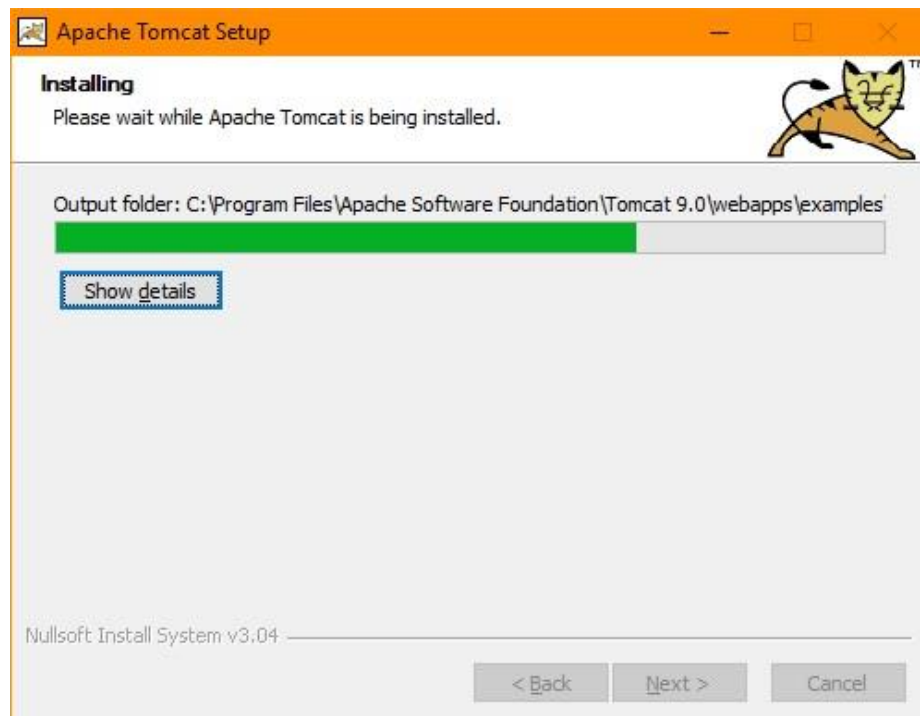 Apache Tomcat Setup
Installing
Please wait while Apache Tomcat is being installed.
TM
Output folder: C:\Program Files\Apache Software Foundation\Tomcat 9.0\webapps\examples
Show details
Nullsoft Install System v3.04
< Back Next > Cancel